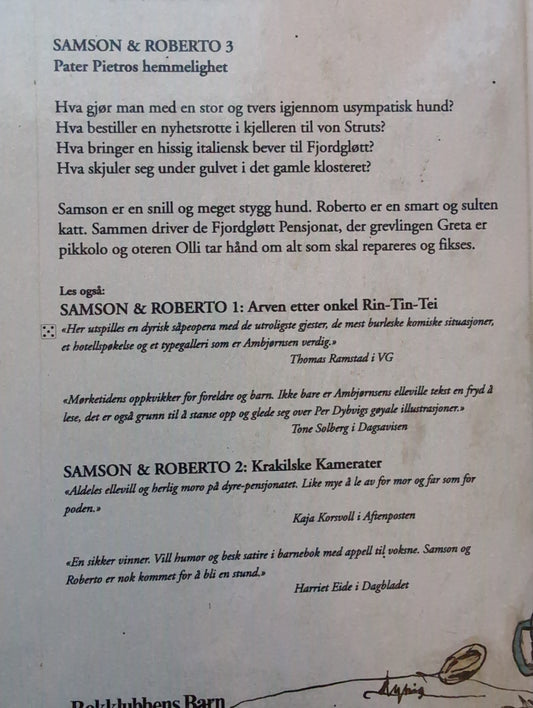 SAMSON & ROBERTO 3
Pater Pietros hemmelighet
Hva gjør man med en stor og tvers igjennom usympatisk hund?
Hva bestiller en nyhetsrotte i kjelleren til von Struts?
Hva bringer en hissig italiensk bever til Fjordgløtt?
Hva skjuler seg under gulvet i det gamle klosteret?
Samson er en snill og meget stygg hund. Roberto er en smart og sulten
katt. Sammen driver de Fjordgløtt Pensjonat, der grevlingen Greta er
pikkolo og oteren Olli tar hånd om alt som skal repareres og fikses.
Les også:
SAMSON & ROBERTO 1: Arven etter onkel Rin-Tin-Tei
«Her utspilles en dyrisk såpeopera med de utroligste gjester, de mest burleske komiske situasjoner,
et hotellspøkelse og et typegalleri som er Ambjørnsen verdig.»
Thomas Ramstad i VG
«Mørketidens oppkvikker for foreldre og barn. Ikke bare er Ambjørnsens elleville tekst en fryd å
lese, det er også grunn til å stanse opp og glede seg over Per Dybvigs gøyale illustrasjoner.»
Tone Solberg i Dagsavisen
SAMSON & ROBERTO 2: Krakilske Kamerater
«Aldeles ellevill og herlig moro på dyre-pensjonatet. Like mye å le av for mor og far som for
poden.»
Kaja Korsvoll i Aftenposten
«En sikker vinner. Vill humor og besk satire i barnebok med appell til voksne. Samson og
Roberto er nok kommet for å bli en stund.»
Harriet Eide i Dagbladet
Bokklubbens Barn